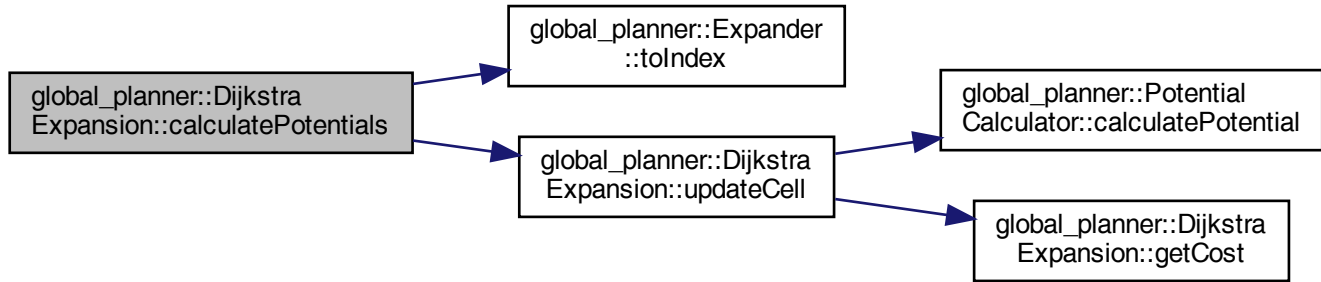 global_planner::Expander
::toIndex
global_planner::Dijkstra
Expansion::calculatePotentials
global_planner::Potential
Calculator::calculatePotential
global_planner::Dijkstra
Expansion::updateCell
global_planner::Dijkstra
Expansion::getCost